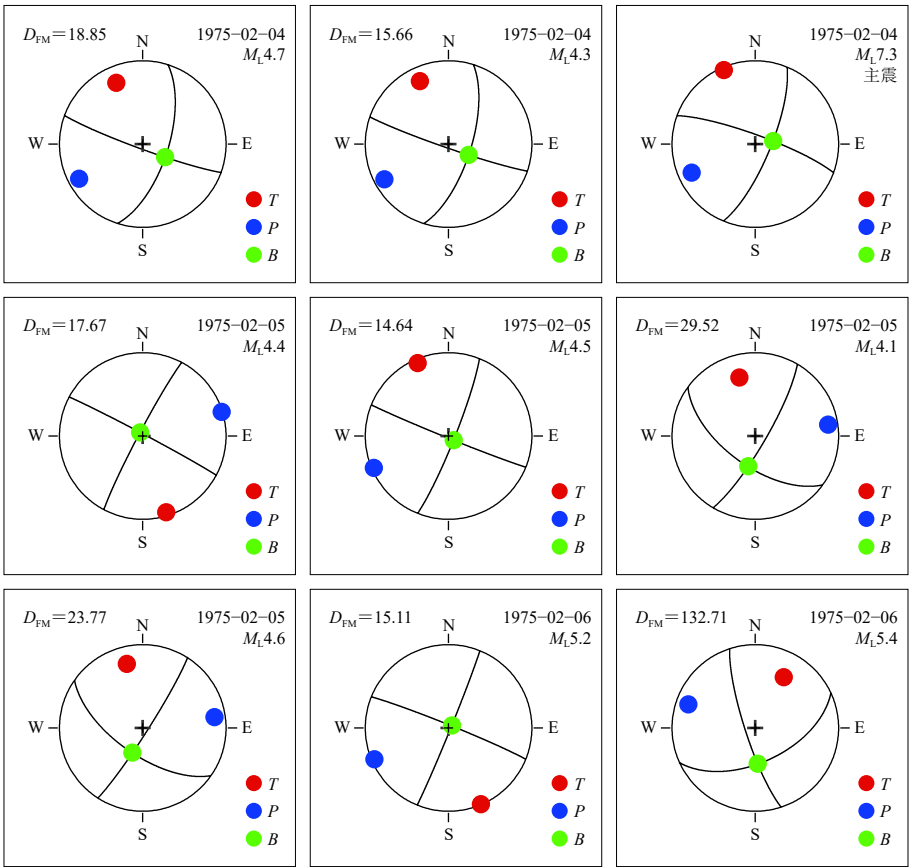 D_FM=18.85 1975-02-04
N M_L4.7
W E
T
P
S B
D_FM=15.66 1975-02-04
N M_L4.3
W E
T
P
S B
1975-02-04
N M_L7.3
主震
W E
T
P
S B
D_FM=17.67 1975-02-05
N M_L4.4
W E
T
P
S B
D_FM=14.64 1975-02-05
N M_L4.5
W E
T
P
S B
D_FM=29.52 1975-02-05
N M_L4.1
W E
T
P
S B
D_FM=23.77 1975-02-05
N M_L4.6
W E
T
P
S B
D_FM=15.11 1975-02-06
N M_L5.2
W E
T
P
S B
D_FM=132.71 1975-02-06
N M_L5.4
W E
T
P
S B